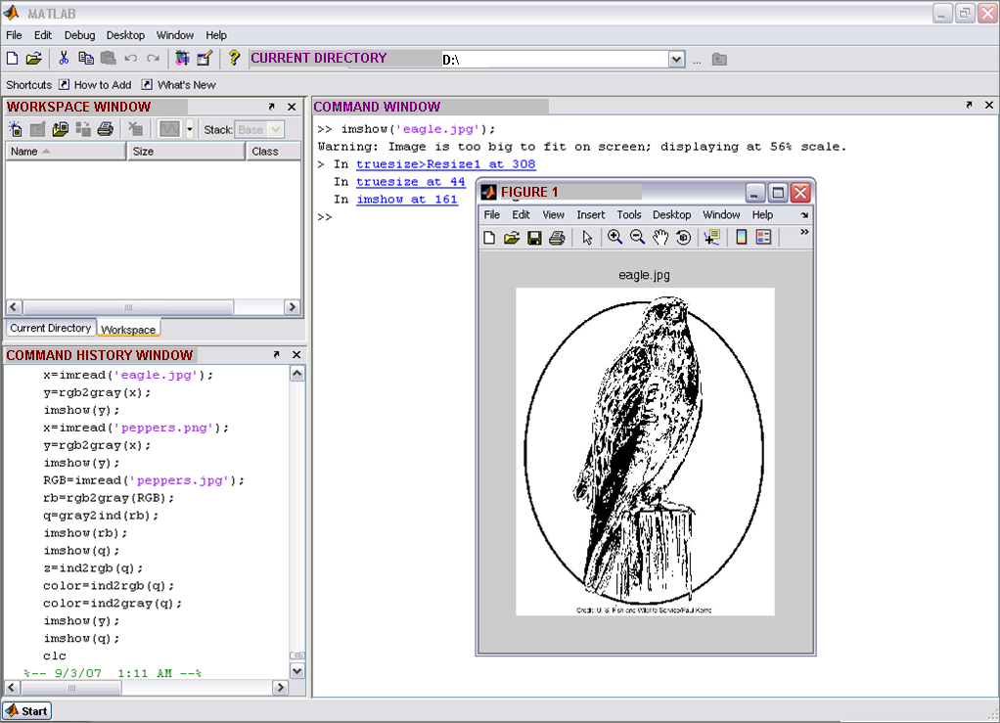 MATLAB
File Edit Debug Desktop Window Help
CURRENT DIRECTORY D:\ ...
Shortcuts How to Add What's New
WORKSPACE WINDOW
Stack: Base
Name Size Class
Current Directory Workspace
COMMAND HISTORY WINDOW
x=imread('eagle.jpg');
y=rgb2gray(x);
imshow(y);
x=imread('peppers.png');
y=rgb2gray(x);
imshow(y);
RGB=imread('peppers.jpg');
rb=rgb2gray(RGB);
q=gray2ind(rb);
imshow(rb);
imshow(q);
z=ind2rgb(q);
color=ind2rgb(q);
color=ind2gray(q);
imshow(y);
imshow(q);
clc
%-- 9/3/07 1:11 AM --%
COMMAND WINDOW
>> imshow('eagle.jpg');
Warning: Image is too big to fit on screen; displaying at 56% scale.
> In truesize>Resize1 at 308
In truesize at 44
In imshow at 161
>>
FIGURE 1
File Edit View Insert Tools Desktop Window Help
eagle.jpg
Credit: U. S. Fish and Wildlife Service/Paul Kerris
Start